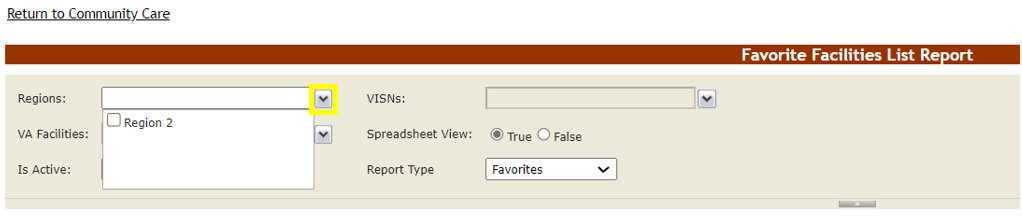 Return to Community Care
Favorite Facilities List Report
Regions: VISNs:
Region 2
VA Facilities: Spreadsheet View: True False
Is Active: Report Type Favorites